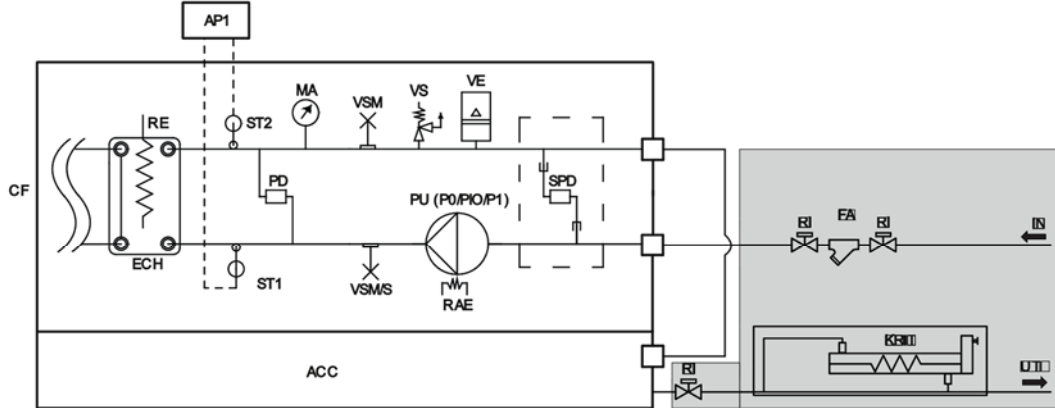 AP1
MA
VSM
VS
VE
RE
ST2
CF
PD
PU (P0/PIO/P1)
SPD
RI
FA
RI
IN
ECH
ST1
VSM/S
RAE
ACC
RI